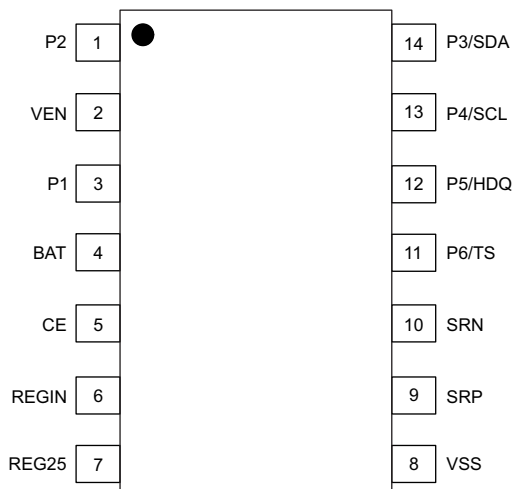 P2 1 14 P3/SDA
VEN 2 13 P4/SCL
P1 3 12 P5/HDQ
BAT 4 11 P6/TS
CE 5 10 SRN
REGIN 6 9 SRP
REG25 7 8 VSS